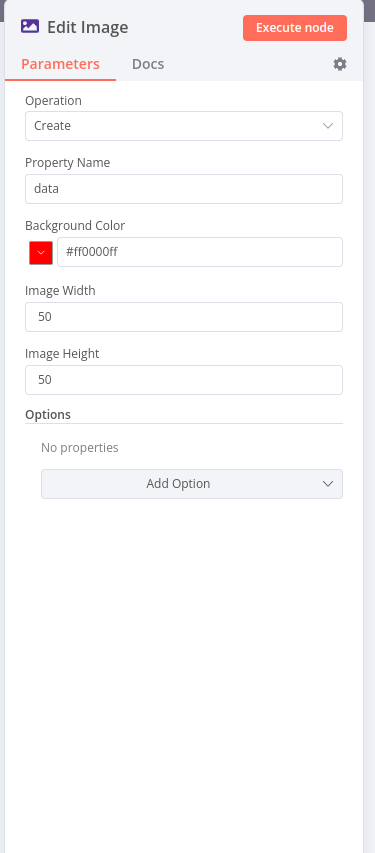 Edit Image
Execute node
Parameters
Docs
Operation
Create
Property Name
data
Background Color
#ff0000ff
Image Width
50
Image Height
50
Options
No properties
Add Option